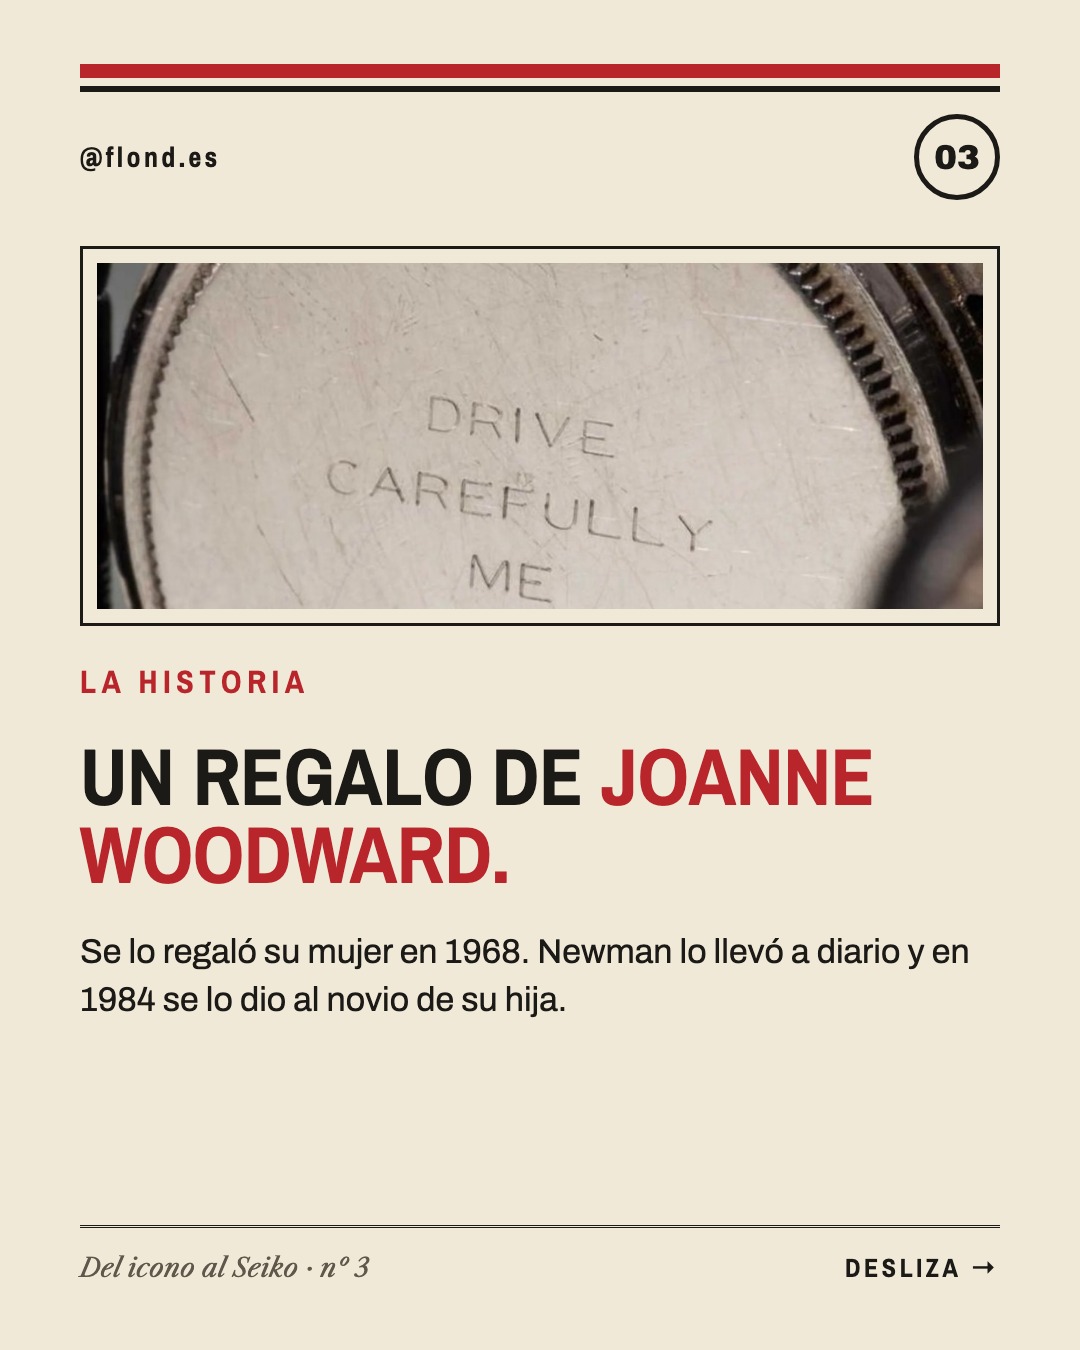 @flond.es
03
DRIVE
CAREFULLY
ME
LA HISTORIA
UN REGALO DE JOANNE
WOODWARD.
Se lo regaló su mujer en 1968. Newman lo llevó a diario y en
1984 se lo dio al novio de su hija.
Del icono al Seiko · nº 3
DESLIZA →